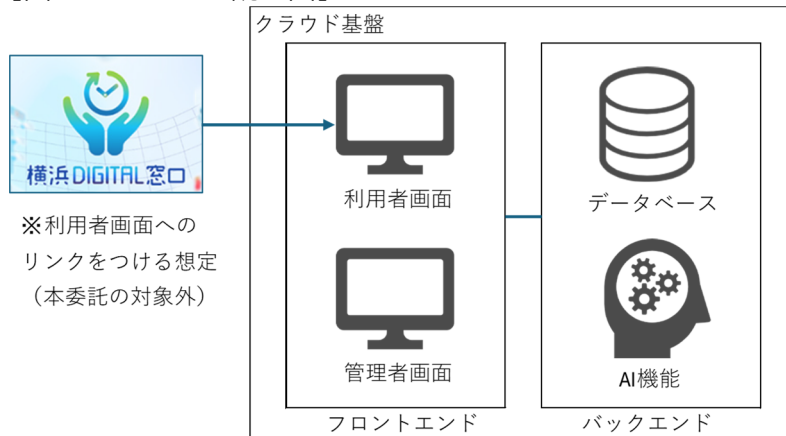 クラウド基盤
横浜DIGITAL窓口
※利用者画面への
リンクをつける想定
（本委託の対象外）
利用者画面
管理者画面
フロントエンド
データベース
AI機能
バックエンド